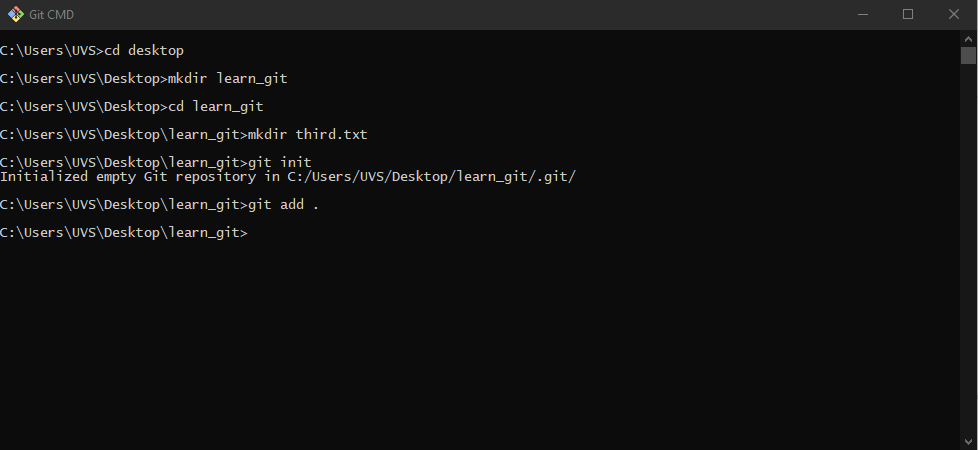 Git CMD
C:\Users\UVS>cd desktop
C:\Users\UVS\Desktop>mkdir learn_git
C:\Users\UVS\Desktop>cd learn_git
C:\Users\UVS\Desktop\learn_git>mkdir third.txt
C:\Users\UVS\Desktop\learn_git>git init
Initialized empty Git repository in C:/Users/UVS/Desktop/learn_git/.git/
C:\Users\UVS\Desktop\learn_git>git add .
C:\Users\UVS\Desktop\learn_git>